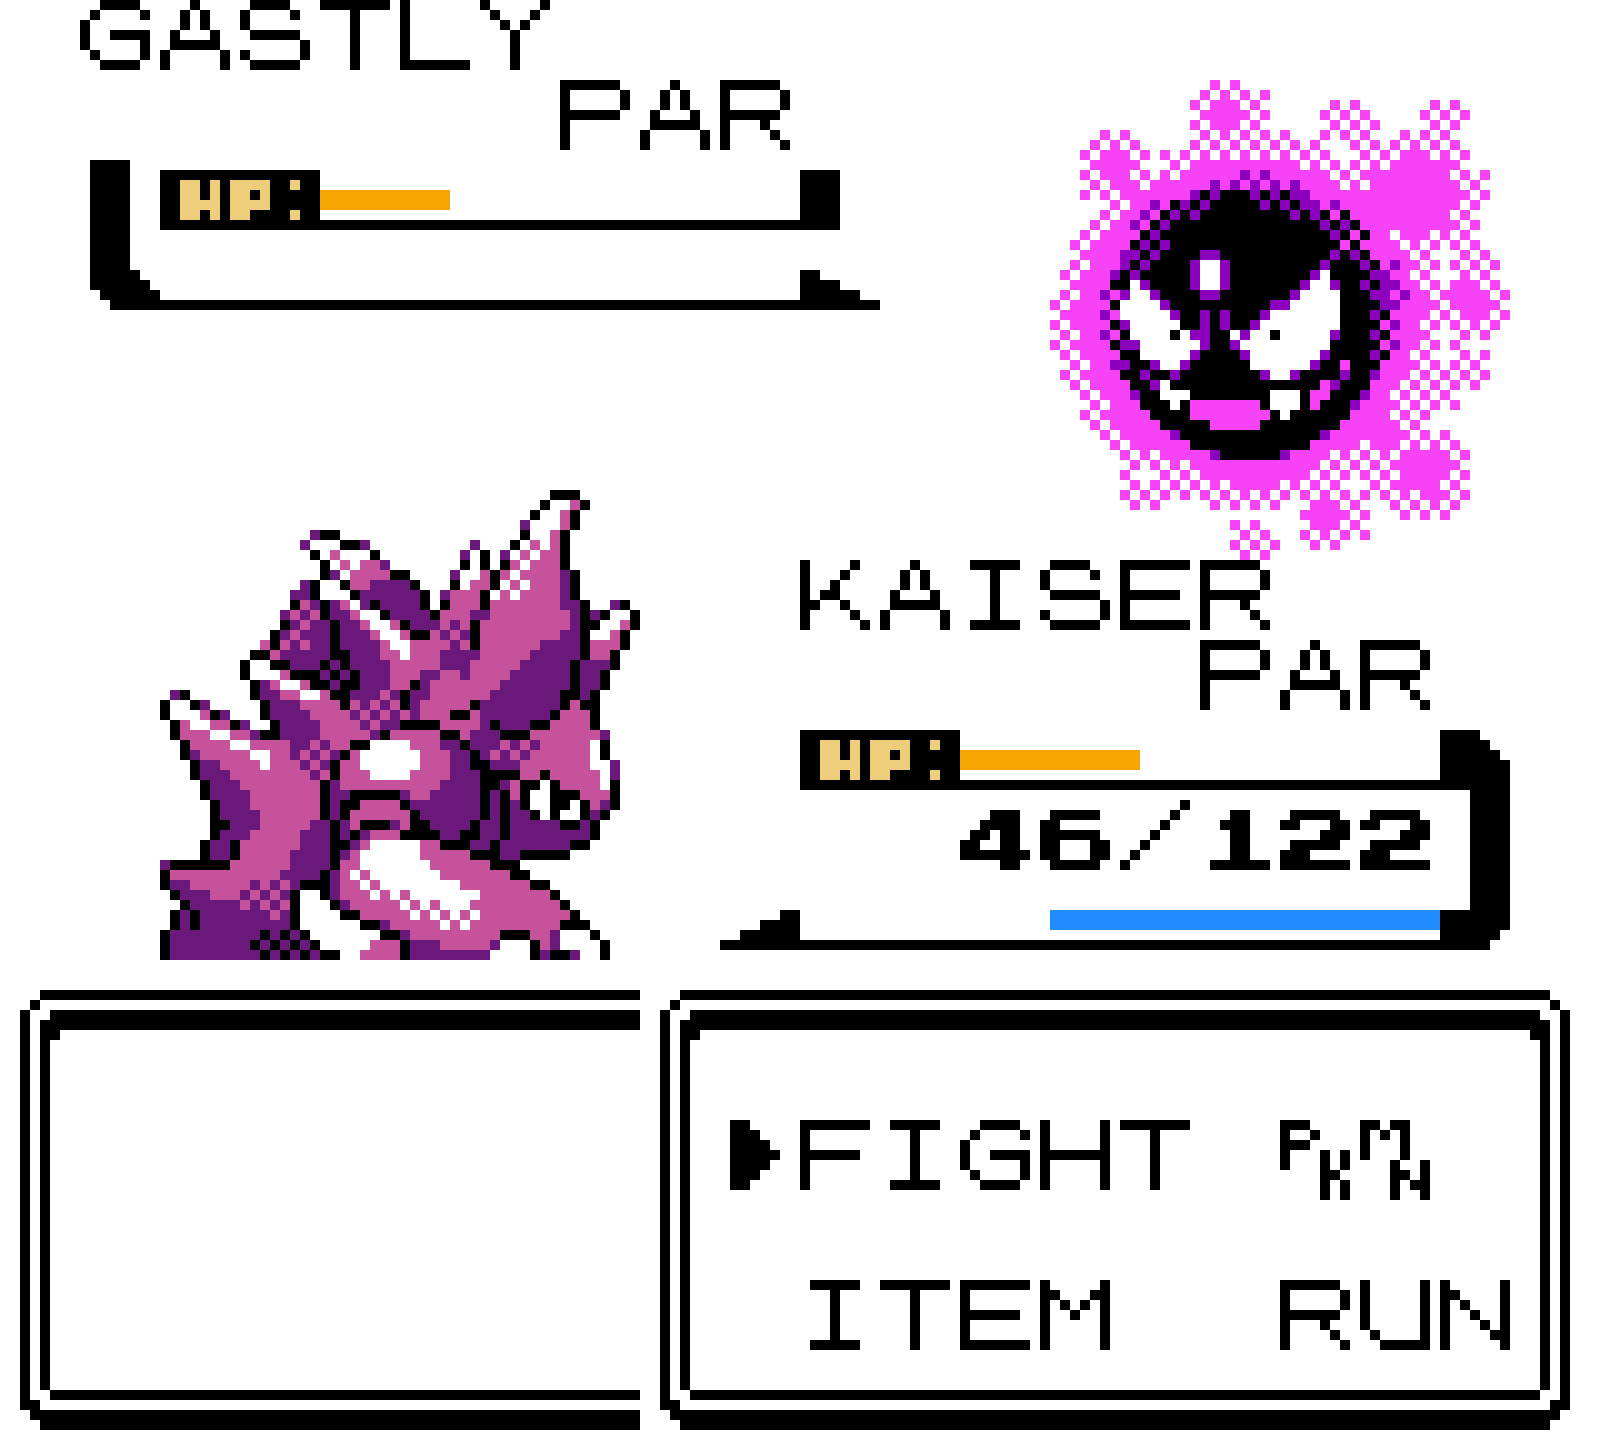 GASTLY
PAR
HP:
KAISER
PAR
HP:
46/122
FIGHT PKMN
ITEM RUN